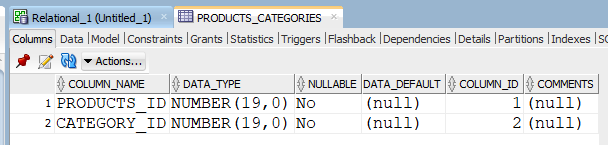 Relational_1 (Untitled_1) PRODUCTS_CATEGORIES
Columns Data Model Constraints Grants Statistics Triggers Flashback Dependencies Details Partitions Indexes
Actions...
COLUMN_NAME DATA_TYPE NULLABLE DATA_DEFAULT COLUMN_ID COMMENTS
1 PRODUCTS_ID NUMBER(19,0) No (null) 1 (null)
2 CATEGORY_ID NUMBER(19,0) No (null) 2 (null)